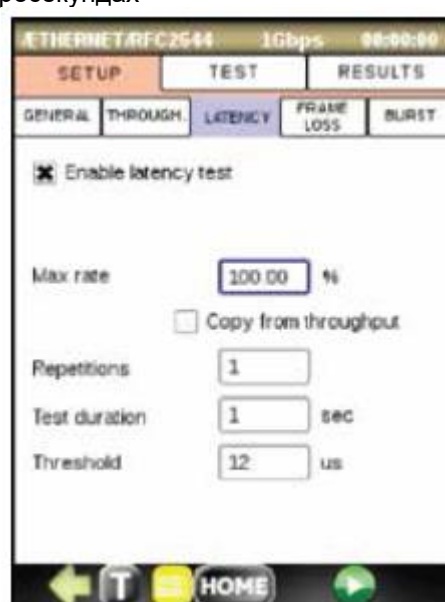 /ETHERNET/RFC2544 1Gbps 00:00:00
SETUP TEST RESULTS
GENERAL THROUGH. LATENCY FRAME LOSS BURST
Enable latency test
Max rate 100.00 %
Copy from throughput
Repetitions 1
Test duration 1 sec
Threshold 12 us
T HOME